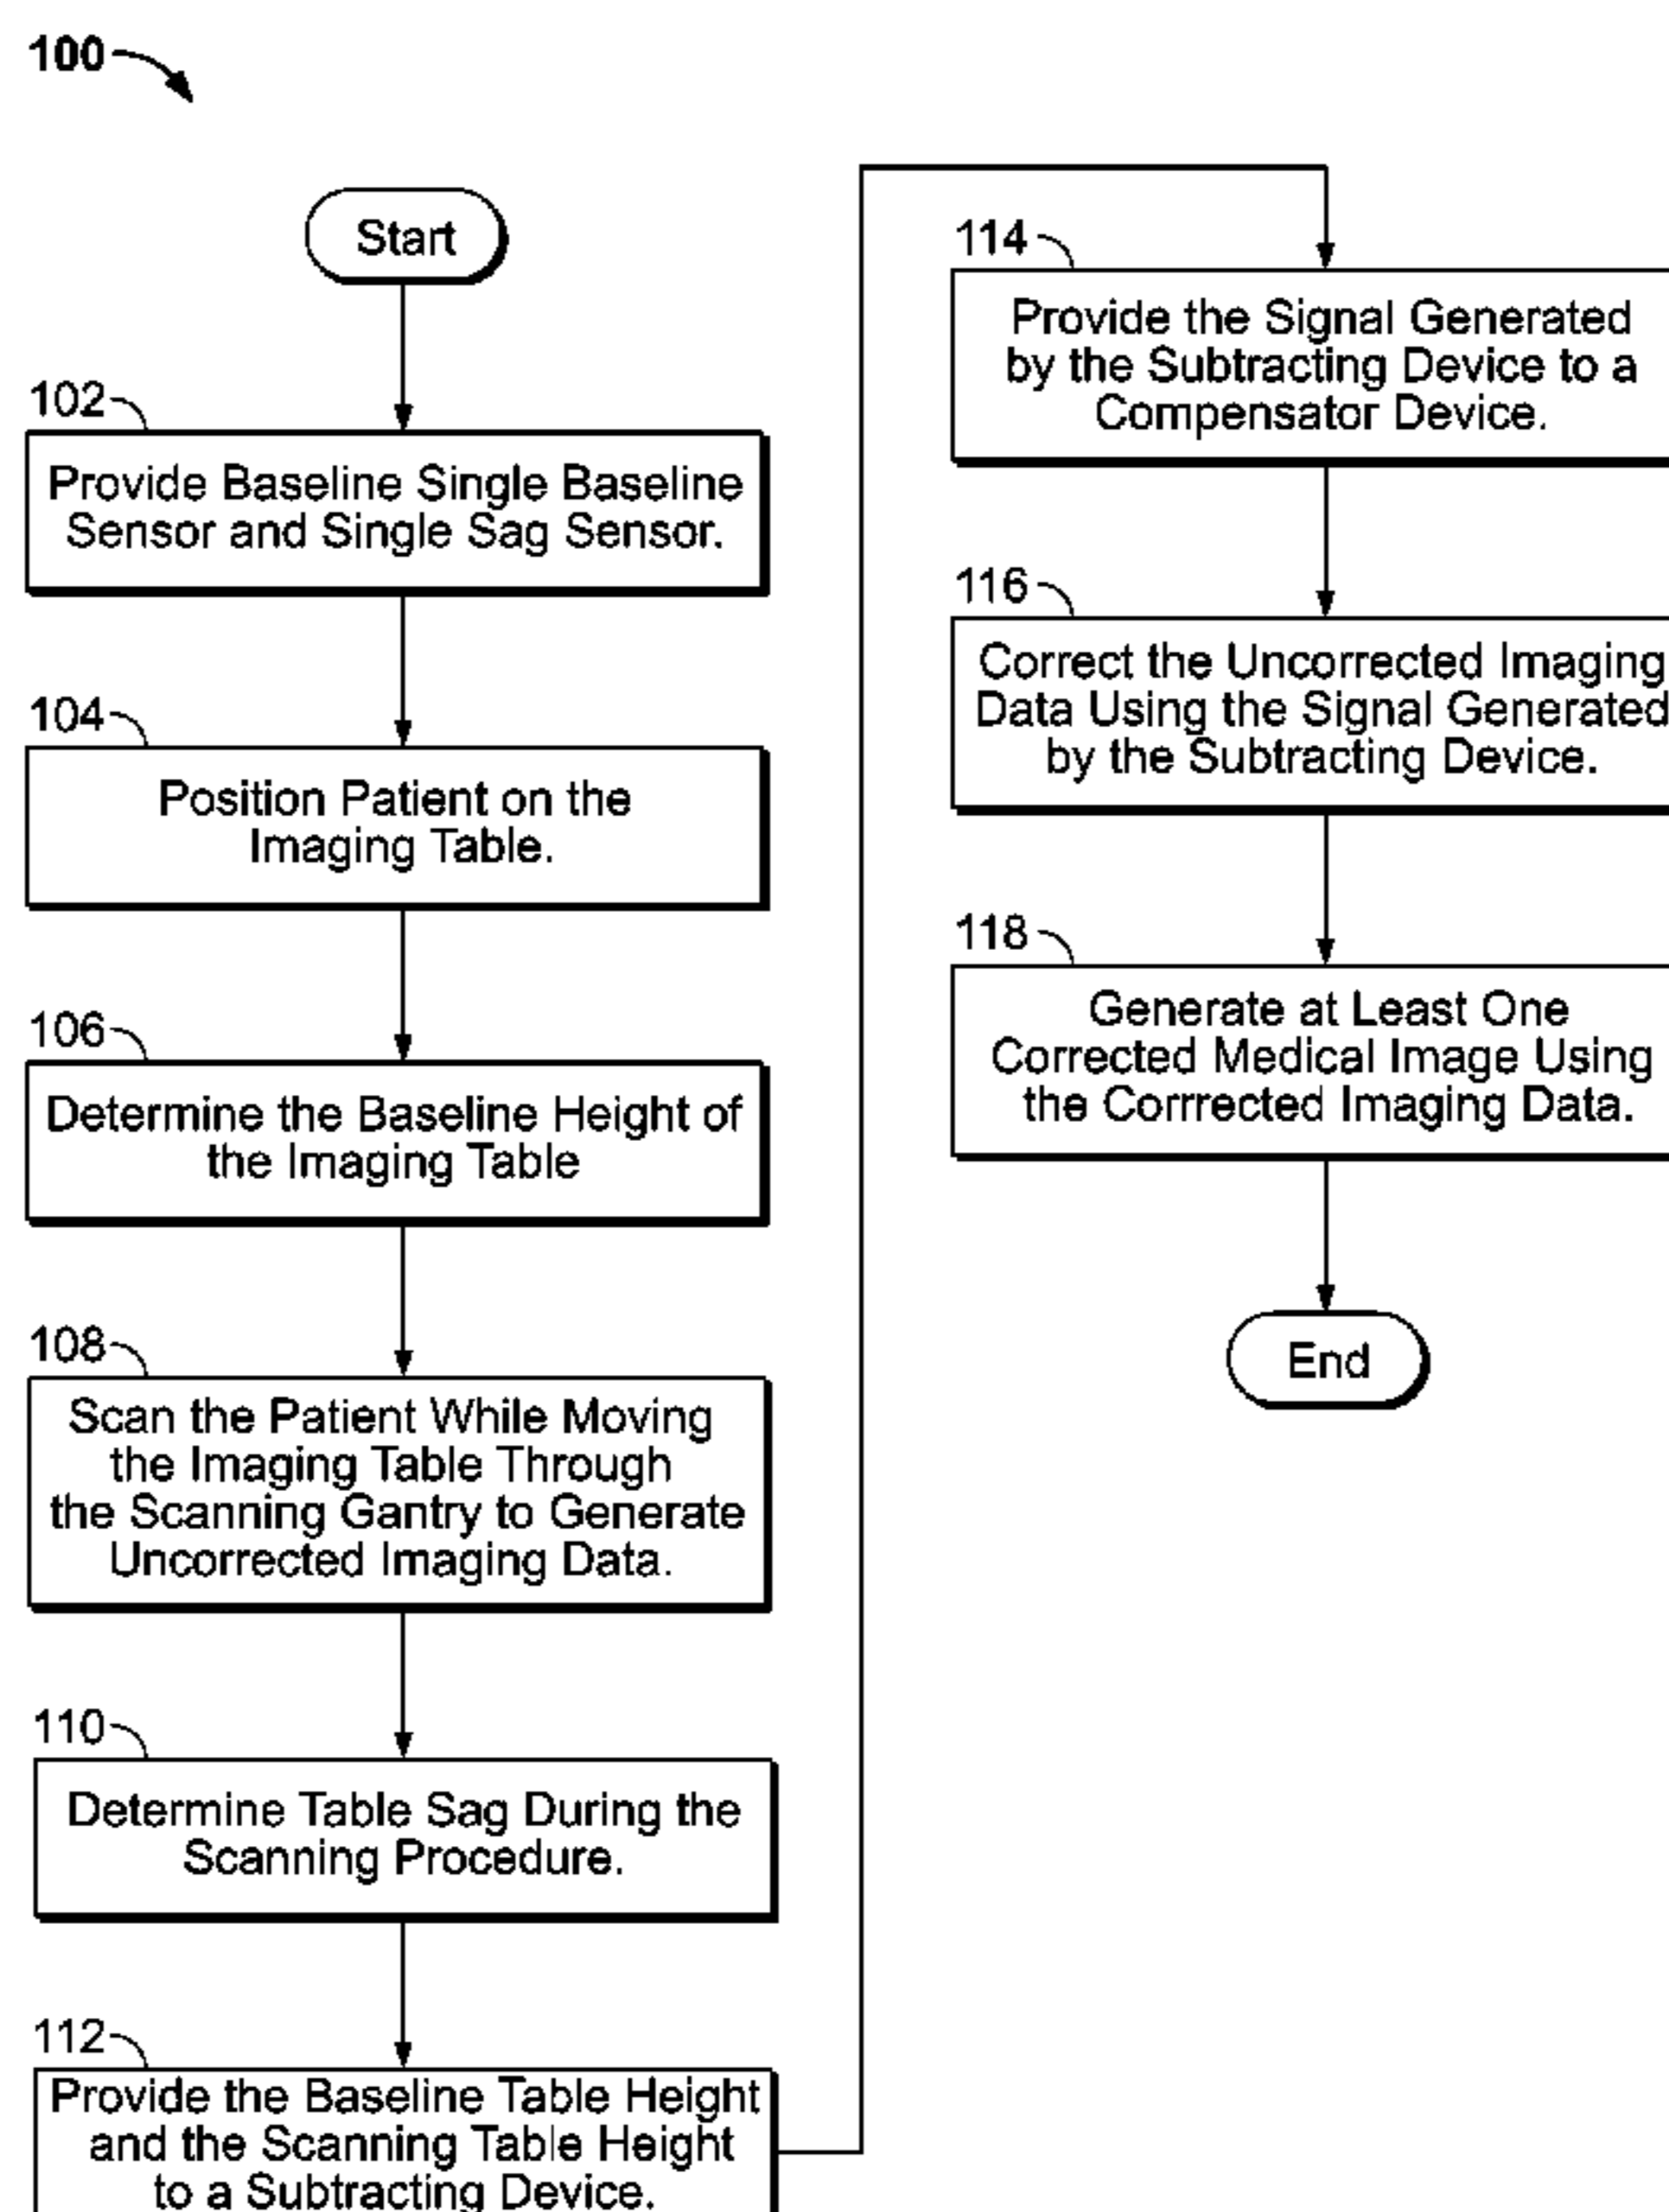 100
Start
102
Provide Baseline Single Baseline
Sensor and Single Sag Sensor.
104
Position Patient on the
Imaging Table.
106
Determine the Baseline Height of
the Imaging Table
108
Scan the Patient While Moving
the Imaging Table Through
the Scanning Gantry to Generate
Uncorrected Imaging Data.
110
Determine Table Sag During the
Scanning Procedure.
112
Provide the Baseline Table Height
and the Scanning Table Height
to a Subtracting Device.
114
Provide the Signal Generated
by the Subtracting Device to a
Compensator Device.
116
Correct the Uncorrected Imaging
Data Using the Signal Generated
by the Subtracting Device.
118
Generate at Least One
Corrected Medical Image Using
the Corrrected Imaging Data.
End